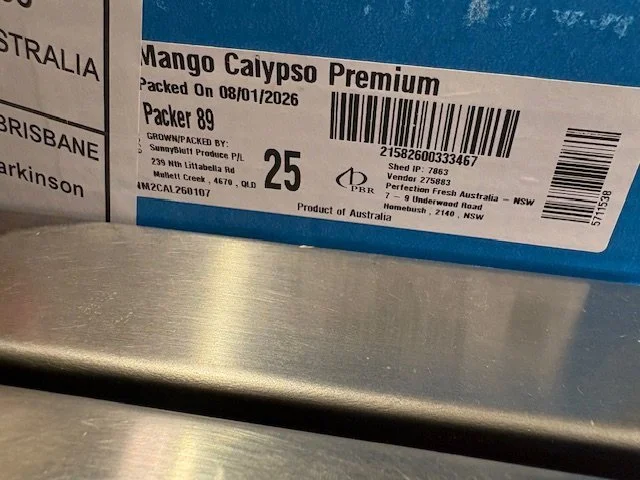 STRALIA
BRISBANE
arkinson
Mango Calypso Premium
Packed On 08/01/2026
Packer 89
GROWN/PACKED BY:
SunnyBluff Produce P/L
239 Nth Littabella Rd
Mullett Creek , 4670 , QLD
NM2CAL260107
25
21582600333467
Shed IP: 7863
Vendor 275883
Perfection Fresh Australia - NSW
7 - 9 Underwood Road
Homebush , 2140 , NSW
PBR
Product of Australia
5711538